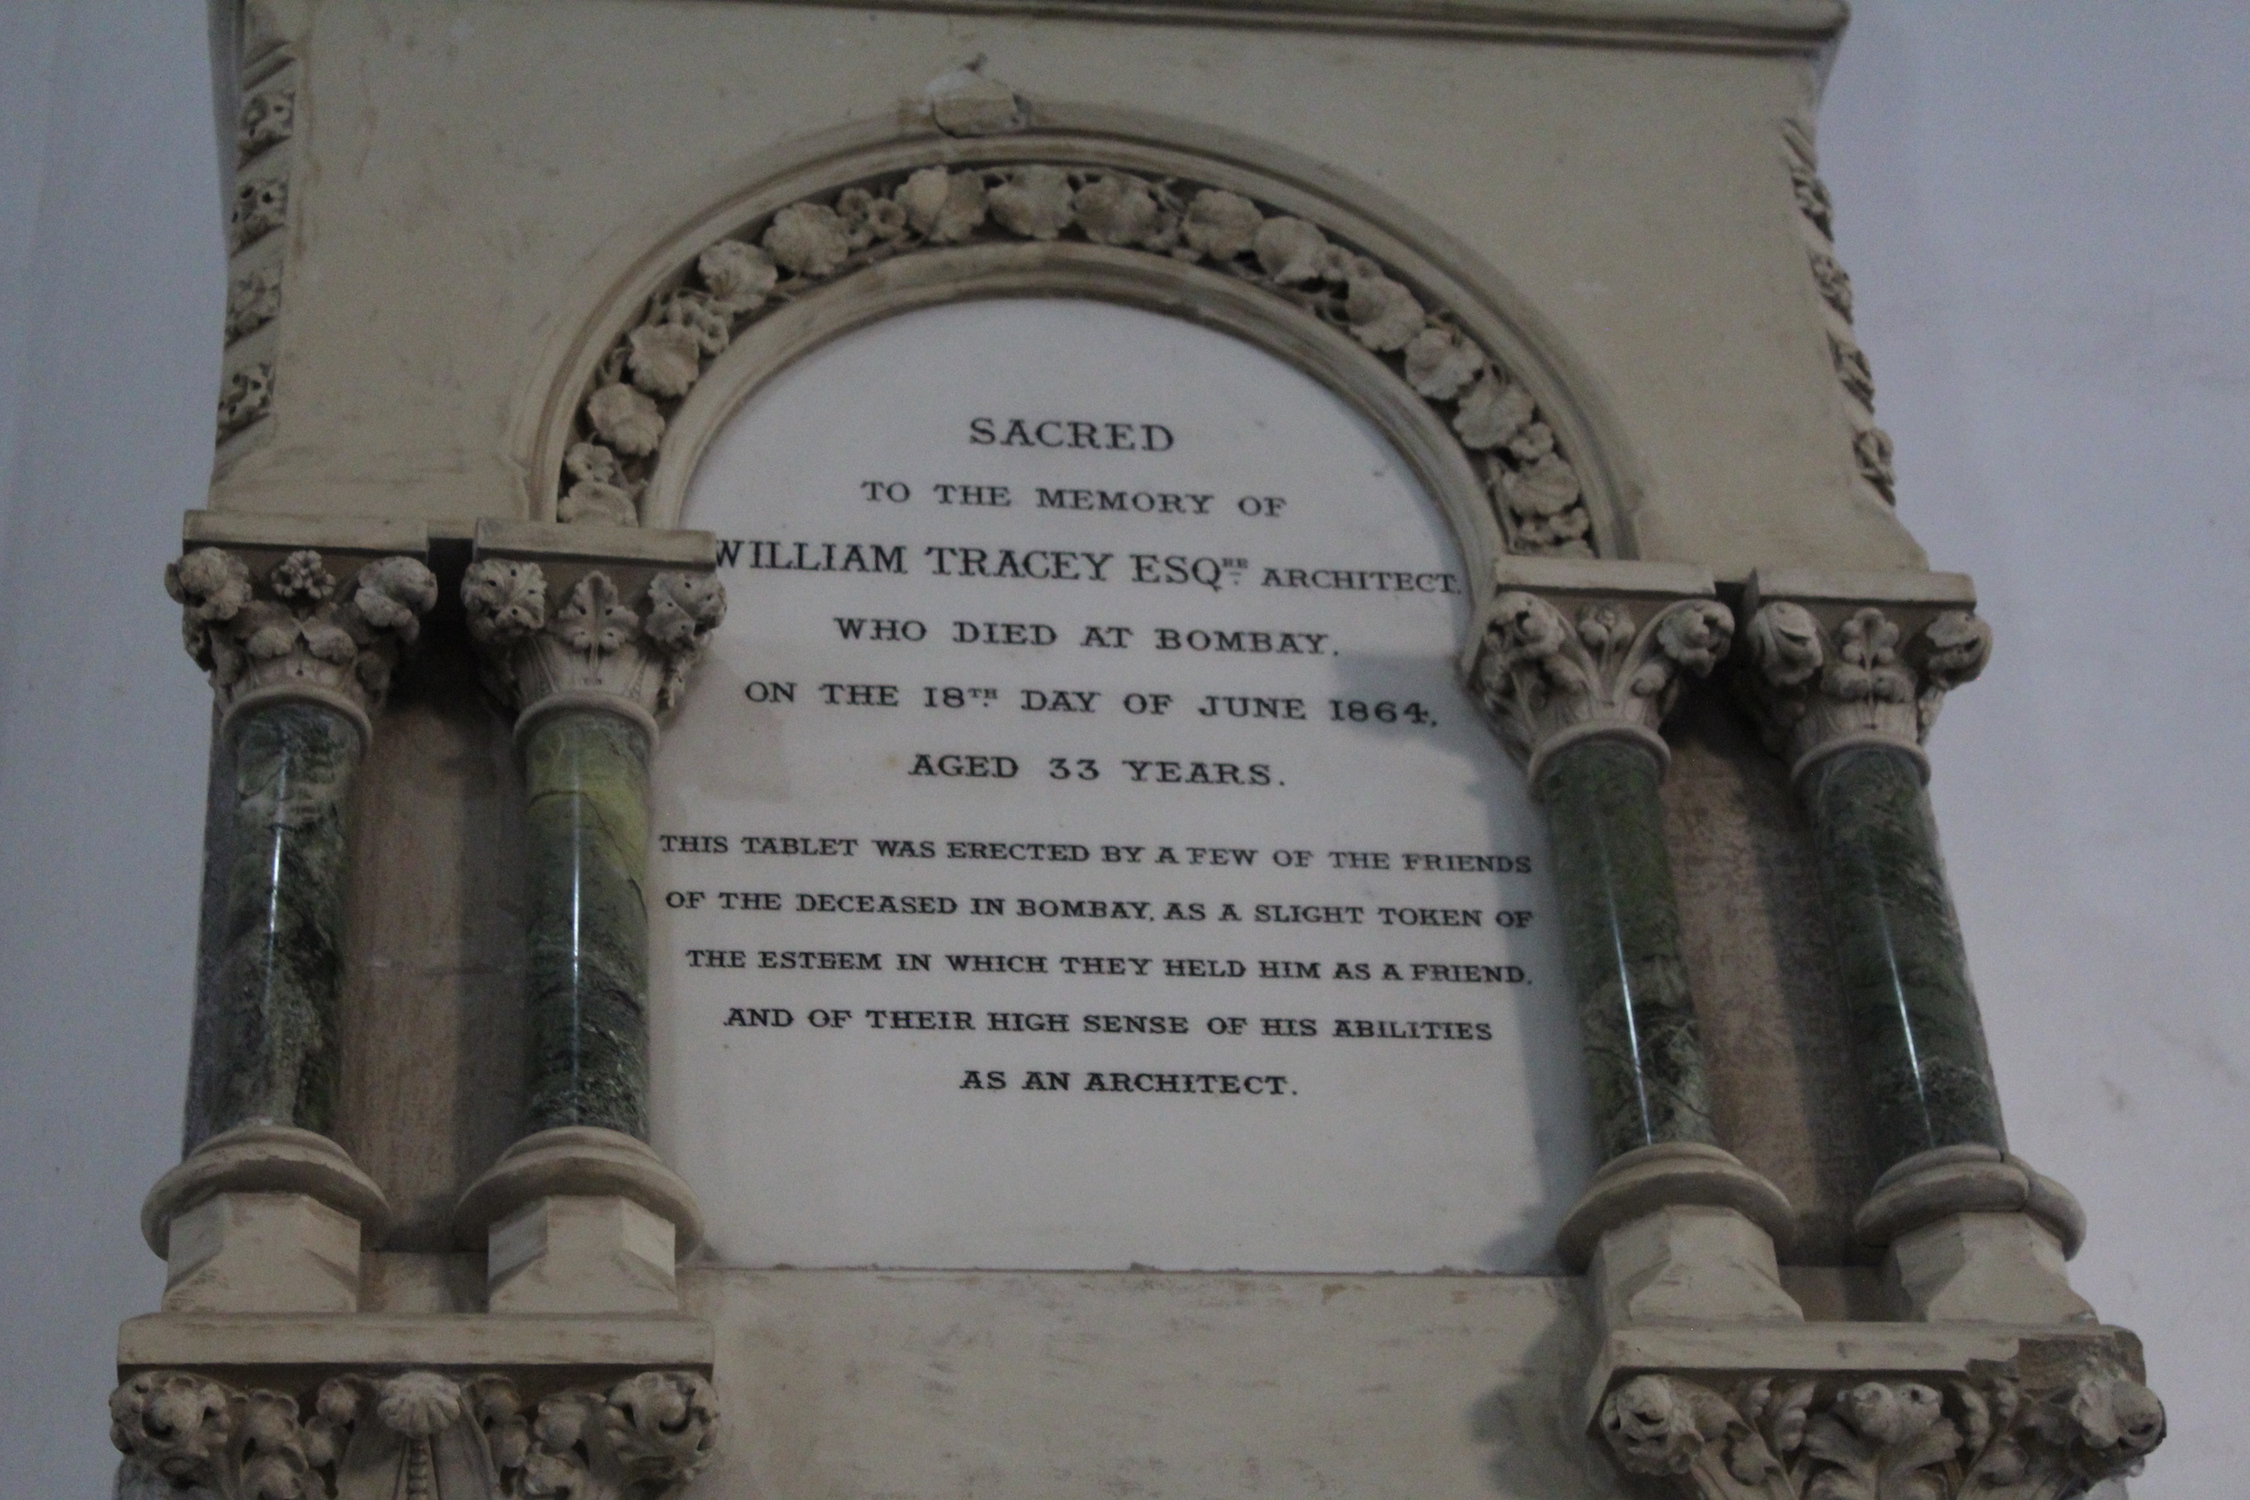 SACRED
TO THE MEMORY OF
WILLIAM TRACEY ESQRE. ARCHITECT.
WHO DIED AT BOMBAY.
ON THE 18TH. DAY OF JUNE 1864,
AGED 33 YEARS.
THIS TABLET WAS ERECTED BY A FEW OF THE FRIENDS
OF THE DECEASED IN BOMBAY, AS A SLIGHT TOKEN OF
THE ESTEEM IN WHICH THEY HELD HIM AS A FRIEND,
AND OF THEIR HIGH SENSE OF HIS ABILITIES
AS AN ARCHITECT.